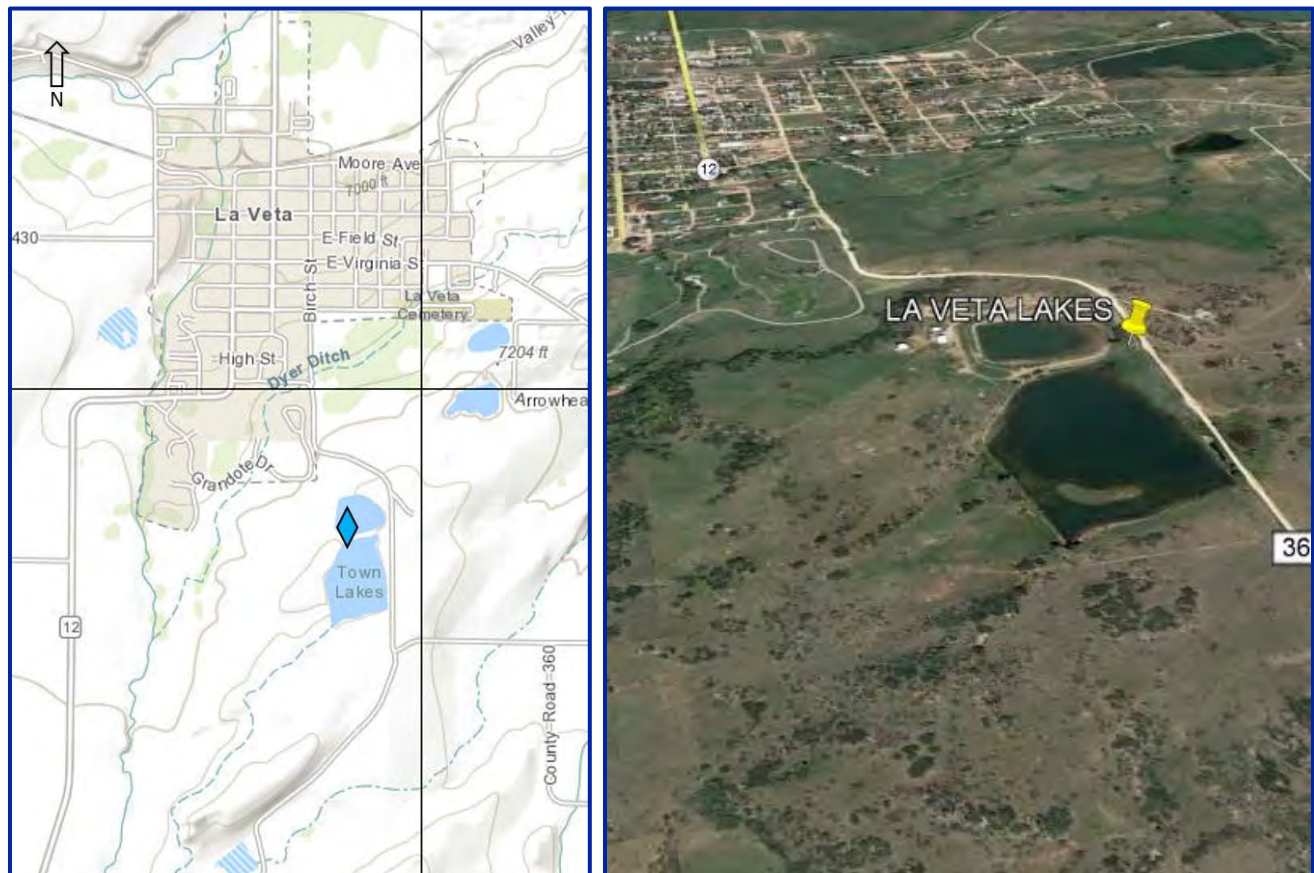 N
Valley-
Moore Ave
7000 ft
La Veta
430
E Field St
E Virginia S
Birch St
La Veta
Cemetery
High St
Dyer Ditch
7204 ft
Arrowhea
Grandote Dr
Town
Lakes
12
County=Road=360
12
LA VETA LAKES
36